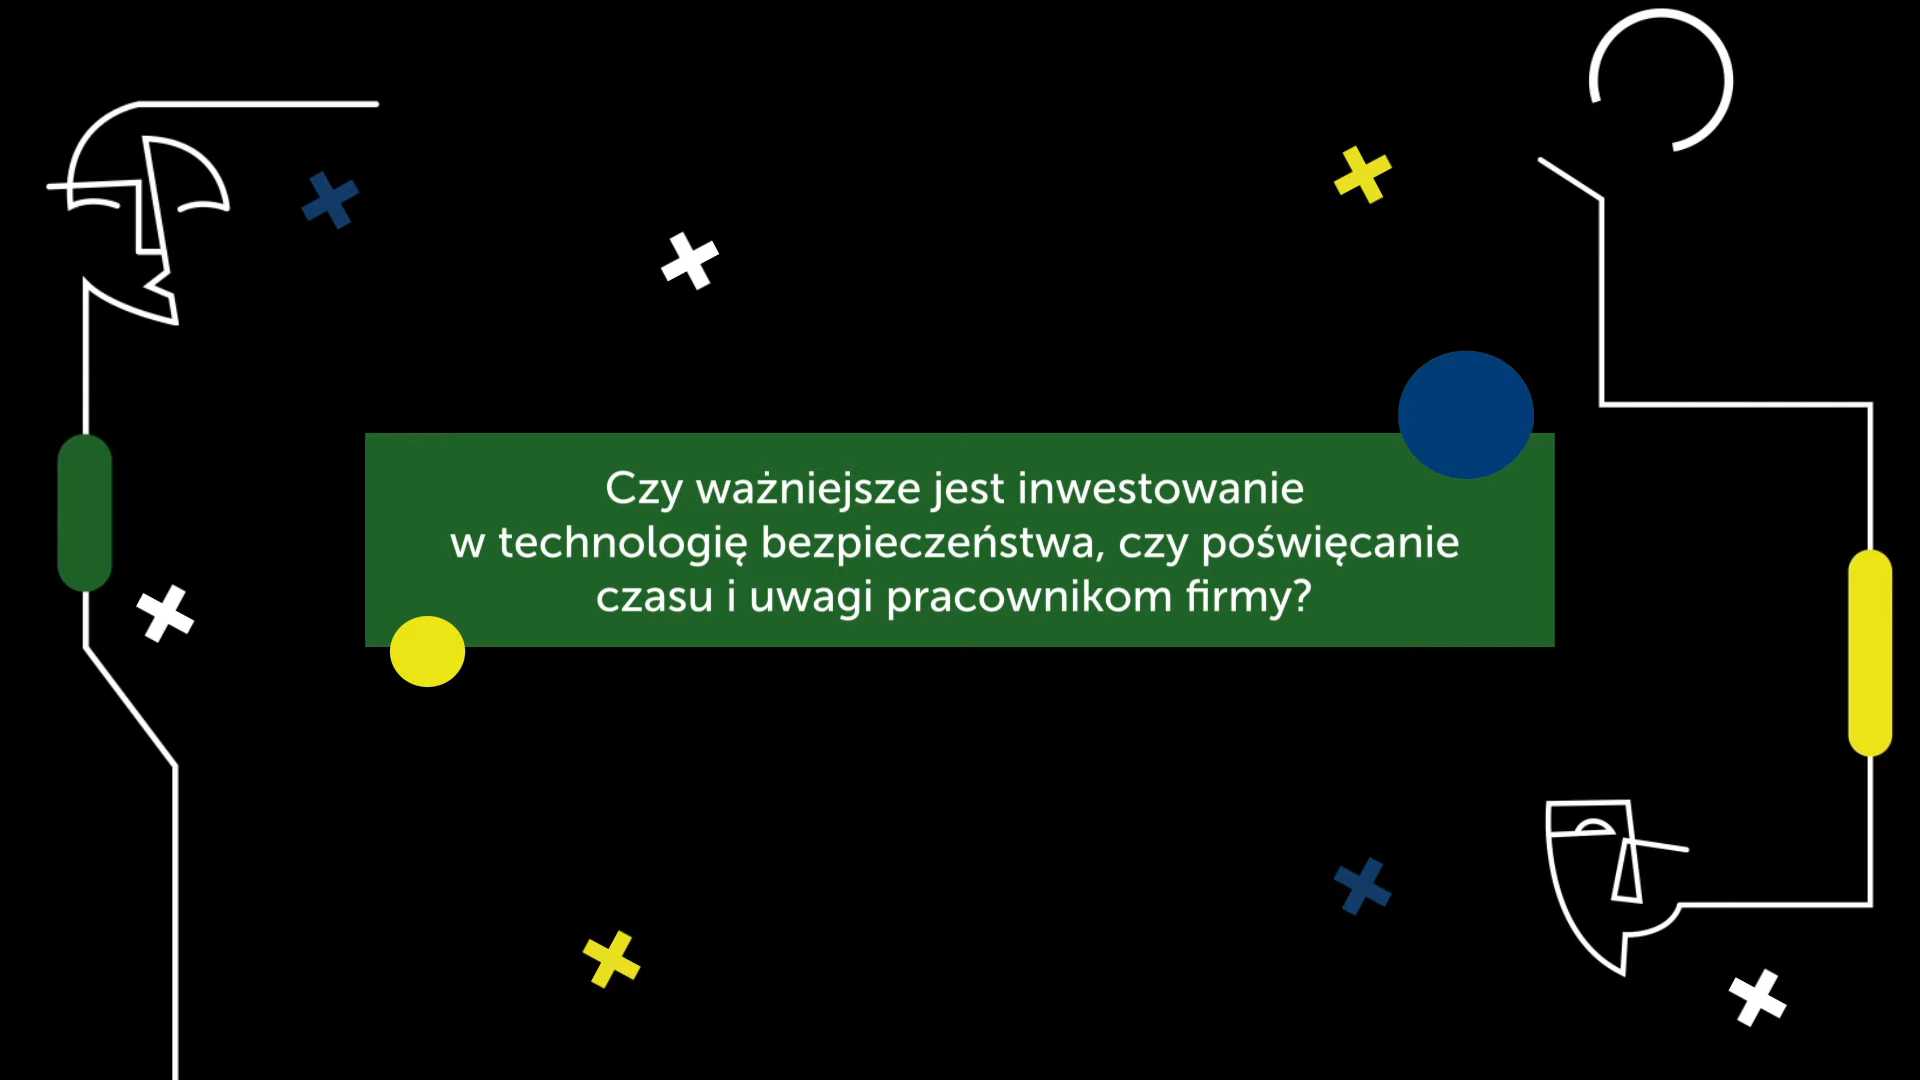 Czy ważniejsze jest inwestowanie
w technologię bezpieczeństwa, czy poświęcanie
czasu i uwagi pracownikom firmy?